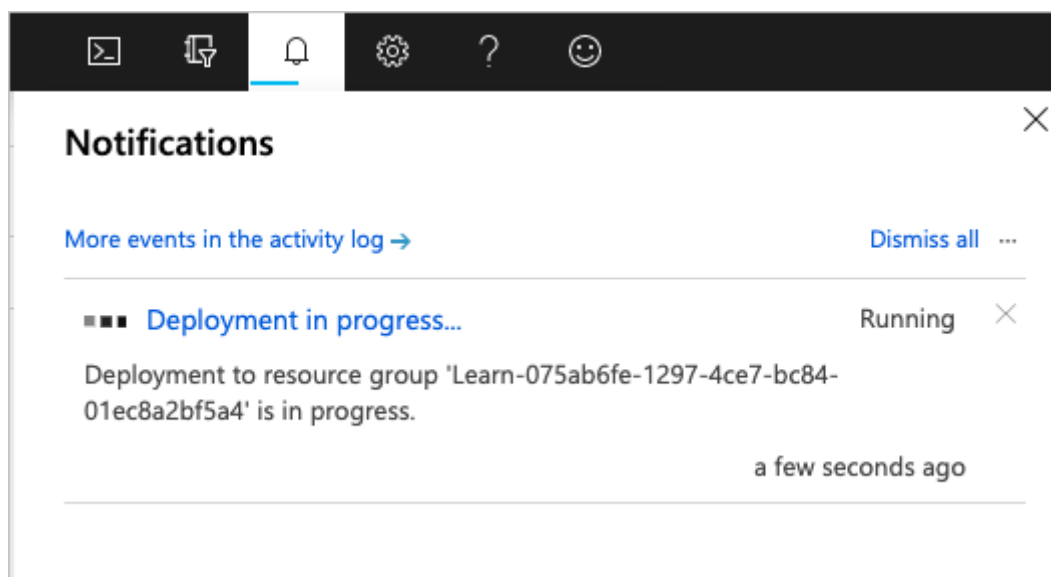 Notifications
More events in the activity log →
Dismiss all ...
Deployment in progress...
Running
Deployment to resource group 'Learn-075ab6fe-1297-4ce7-bc84-
01ec8a2bf5a4' is in progress.
a few seconds ago